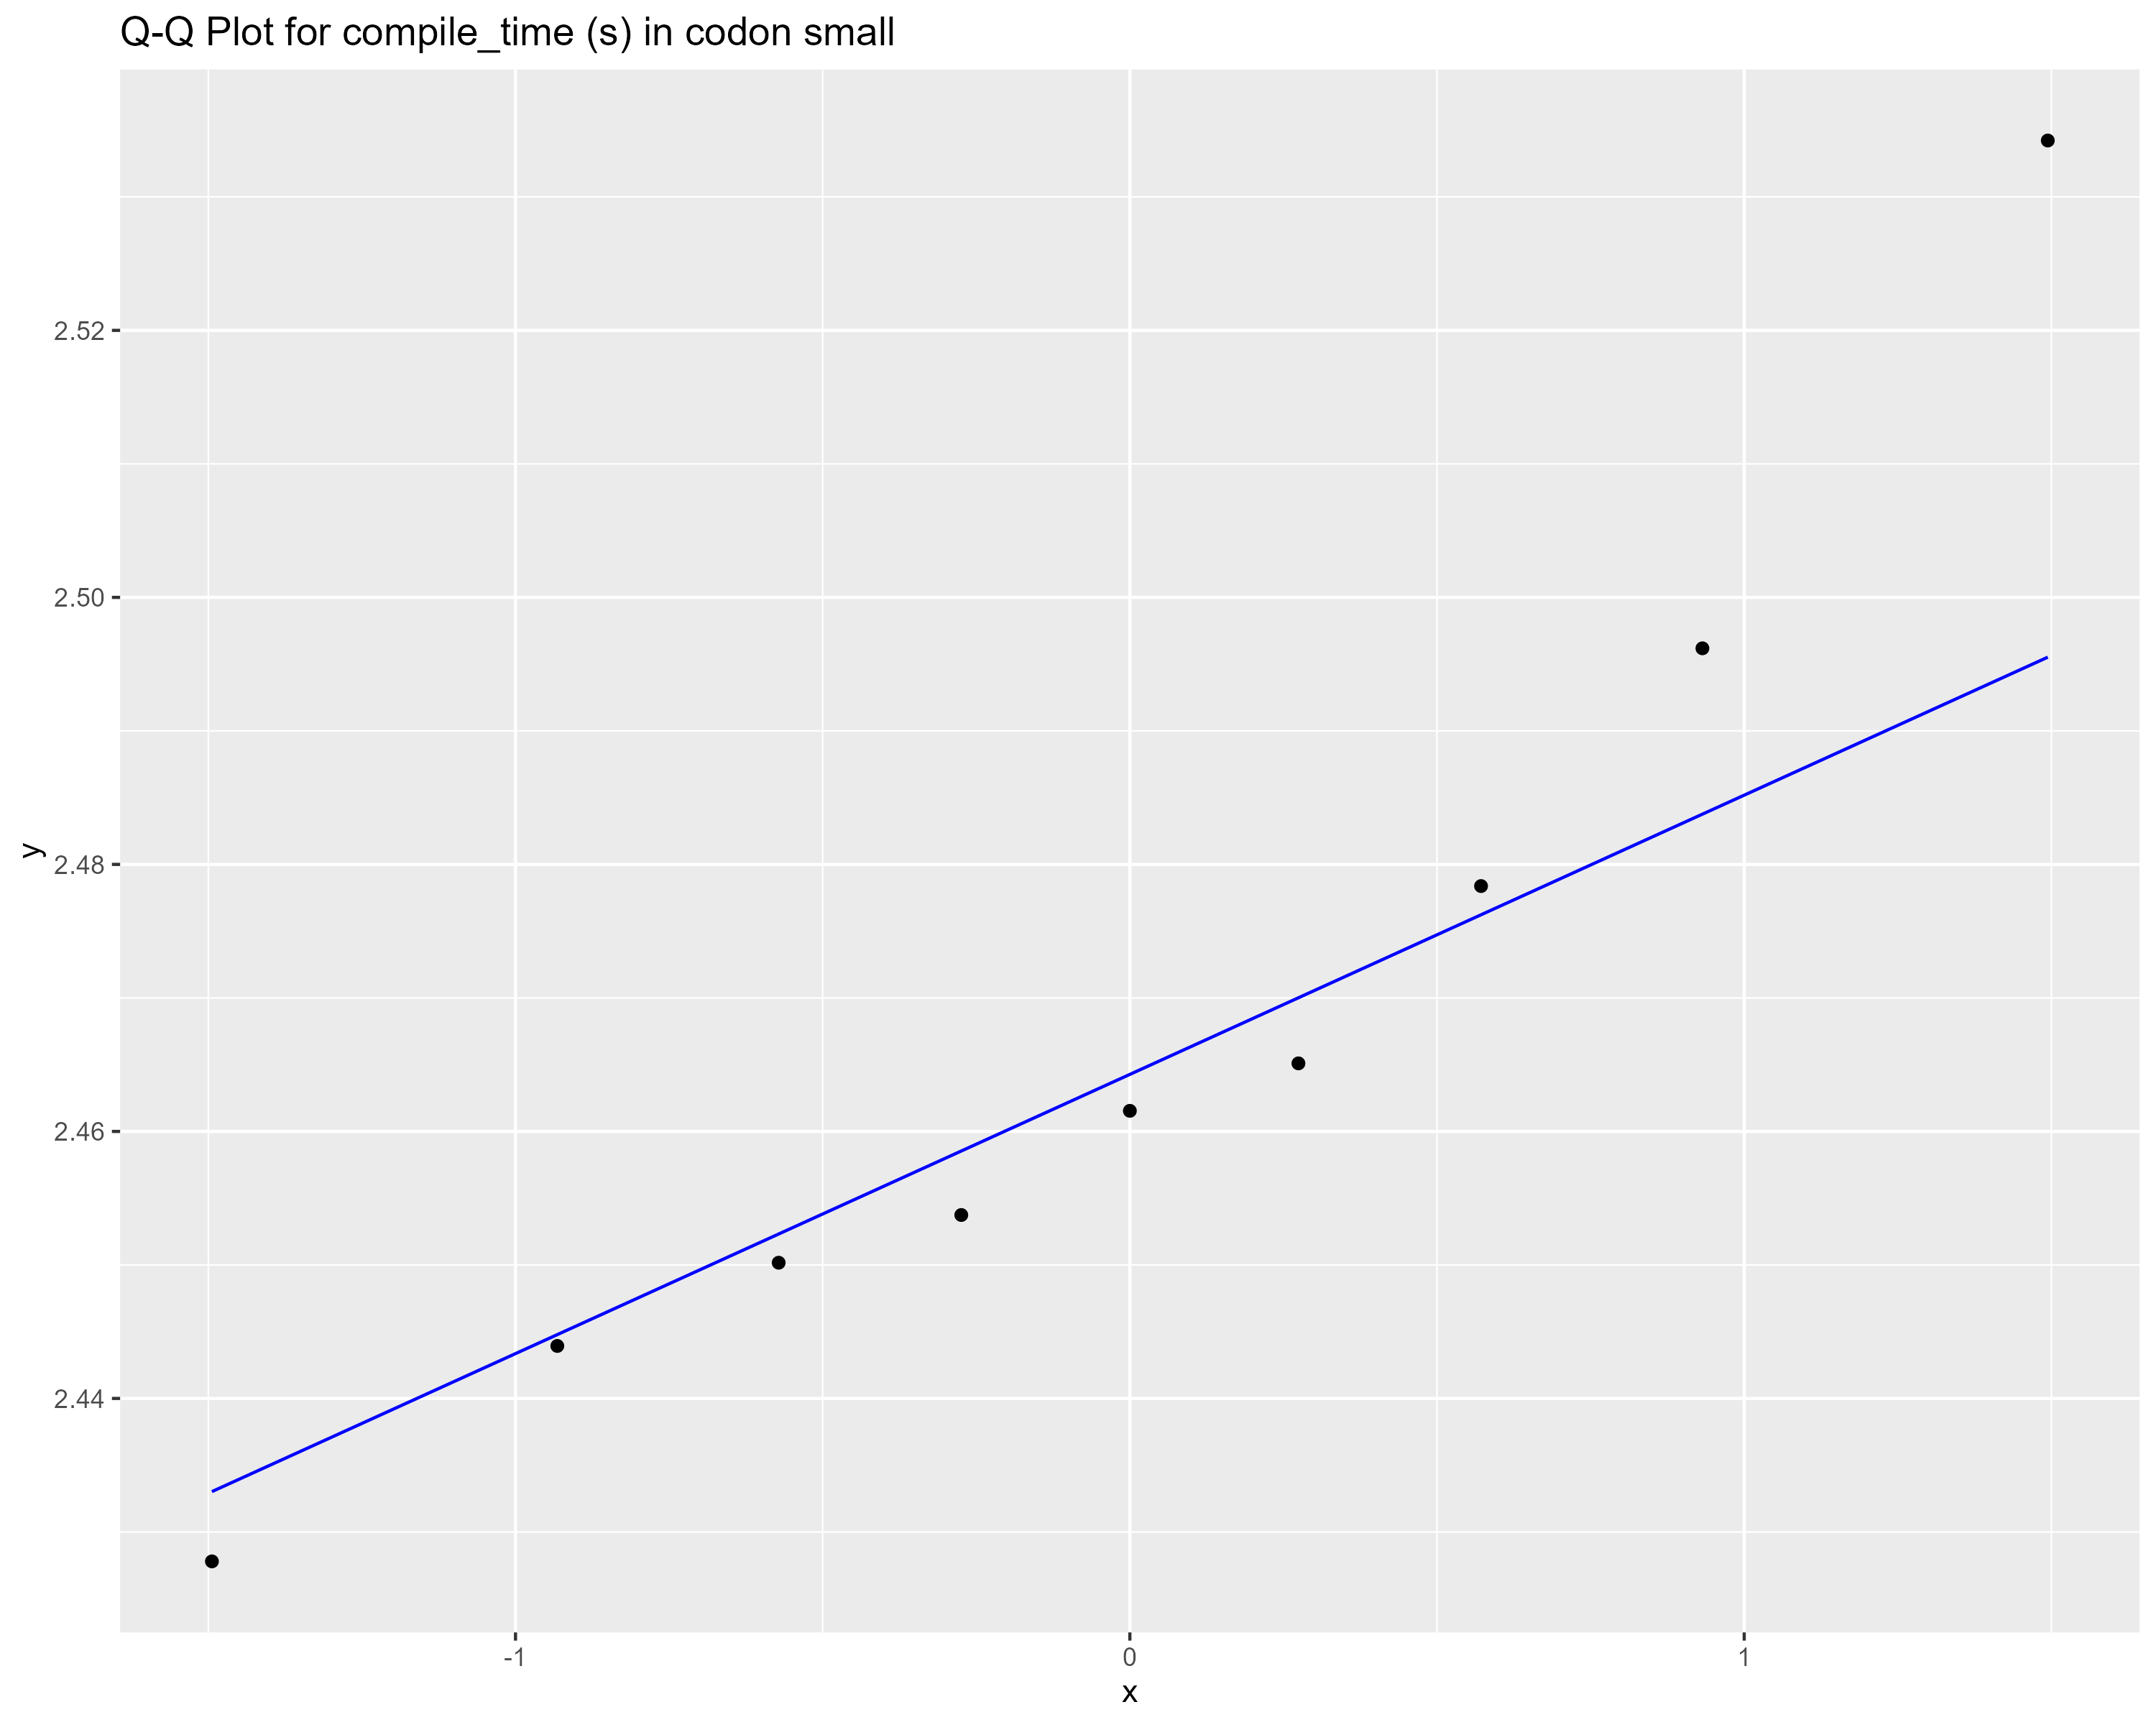 Q-Q Plot for compile_time (s) in codon small
y
2.52
2.50
2.48
2.46
2.44
-1 0 1
x